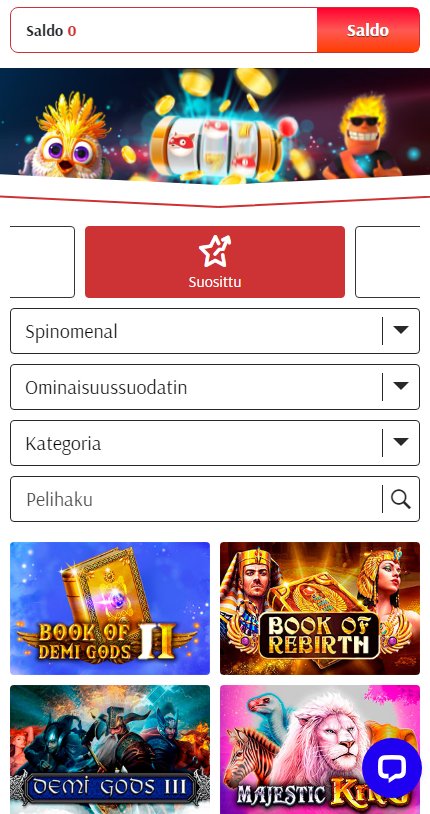 Saldo 0
Saldo
Suosittu
Spinomenal
Ominaisuussuodatin
Kategoria
Pelihaku
BOOK OF
DEMI GODS II
BOOK OF
REBIRTH
DEMI GODS III
MAJESTIC KING